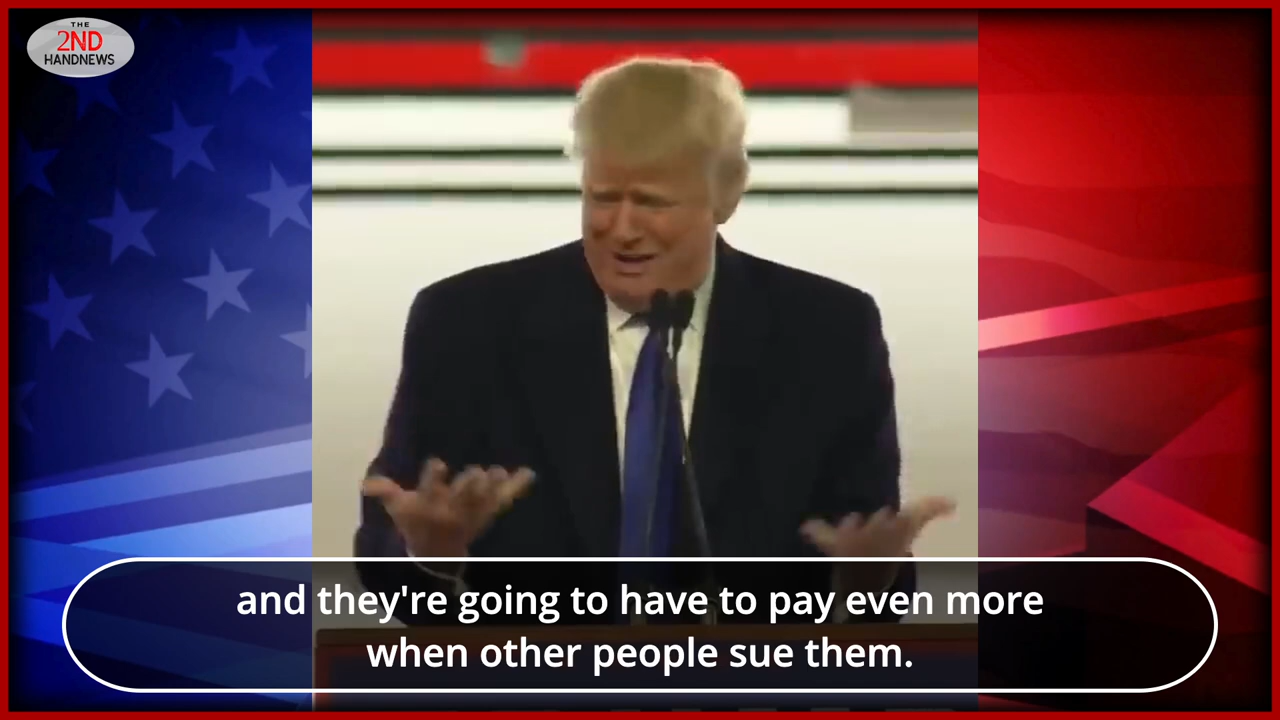 THE
2ND
HANDNEWS
and they're going to have to pay even more
when other people sue them.